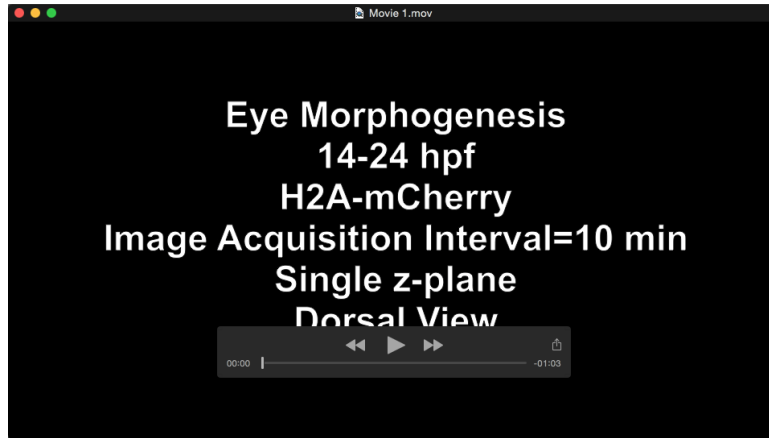 Movie 1.mov
Eye Morphogenesis
14-24 hpf
H2A-mCherry
Image Acquisition Interval=10 min
Single z-plane
Dorsal View
00:00
-01:03